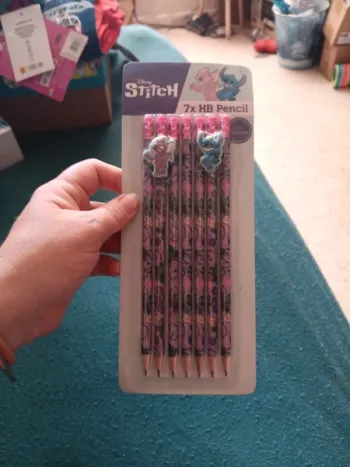 Disney
STITCH
7x HB Pencil